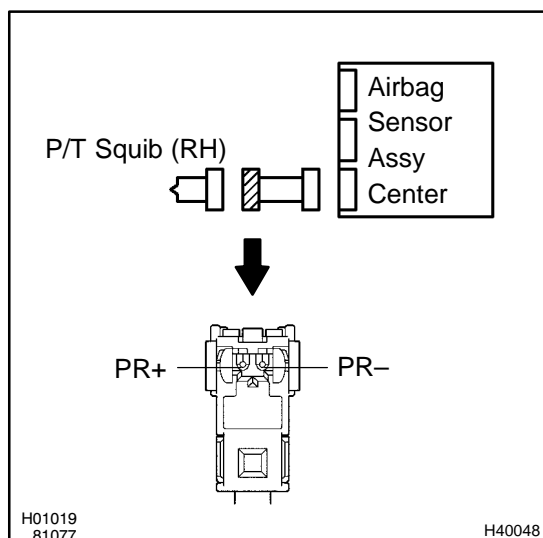 Airbag
Sensor
Assy
Center
P/T Squib (RH)
PR+
PR–
H01019
81077
H40048